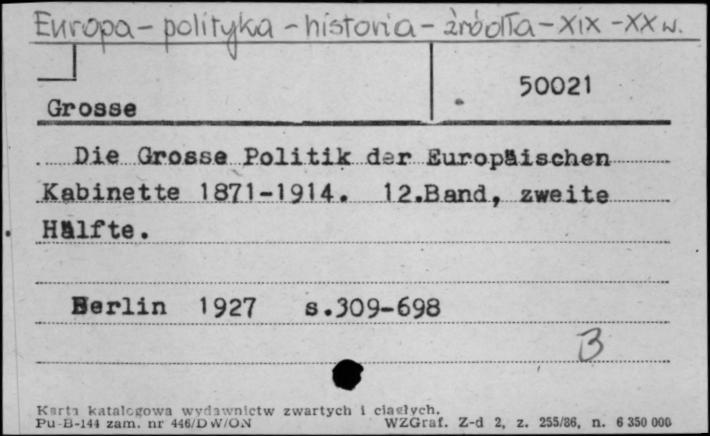 Europa - polityka - historia - źródła - XIX - XX w.
50021
Grosse
Die Grosse Politik der Europäischen
Kabinette 1871-1914. 12.Band, zweite
Hälfte.
Berlin 1927 s.309-698
B
Karta katalogowa wydawnictw zwartych i ciągłych.
Pu-B-144 zam. nr 446/DW/ON WZGraf. Z-d 2, z. 255/86, n. 6 350 000